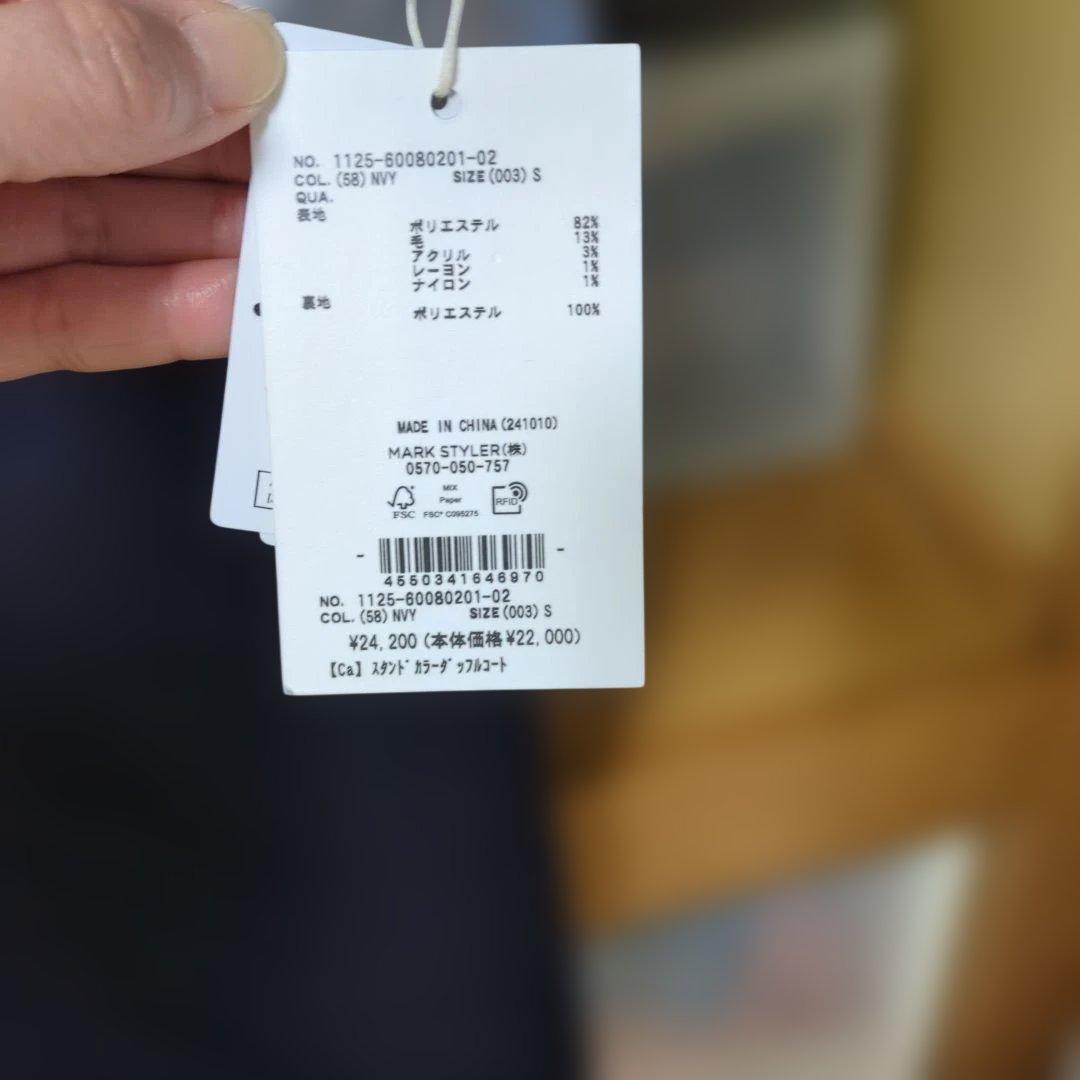 NO. 1125-60080201-02
COL.(58)NVY SIZE(003)S
QUA.
表地
ポリエステル 82%
毛 13%
アクリル 3%
レーヨン 1%
ナイロン 1%
裏地
ポリエステル 100%
MADE IN CHINA(241010)
MARK STYLER(株)
0570-050-757
FSC
MIX
Paper
FSC® C095275
RFID
4550341646970
NO. 1125-60080201-02
COL.(58)NVY SIZE(003)S
¥24,200(本体価格¥22,000)
【Ca】ｽﾀﾝﾄﾞｶﾗｰﾀﾞｯﾌﾙｺｰﾄ